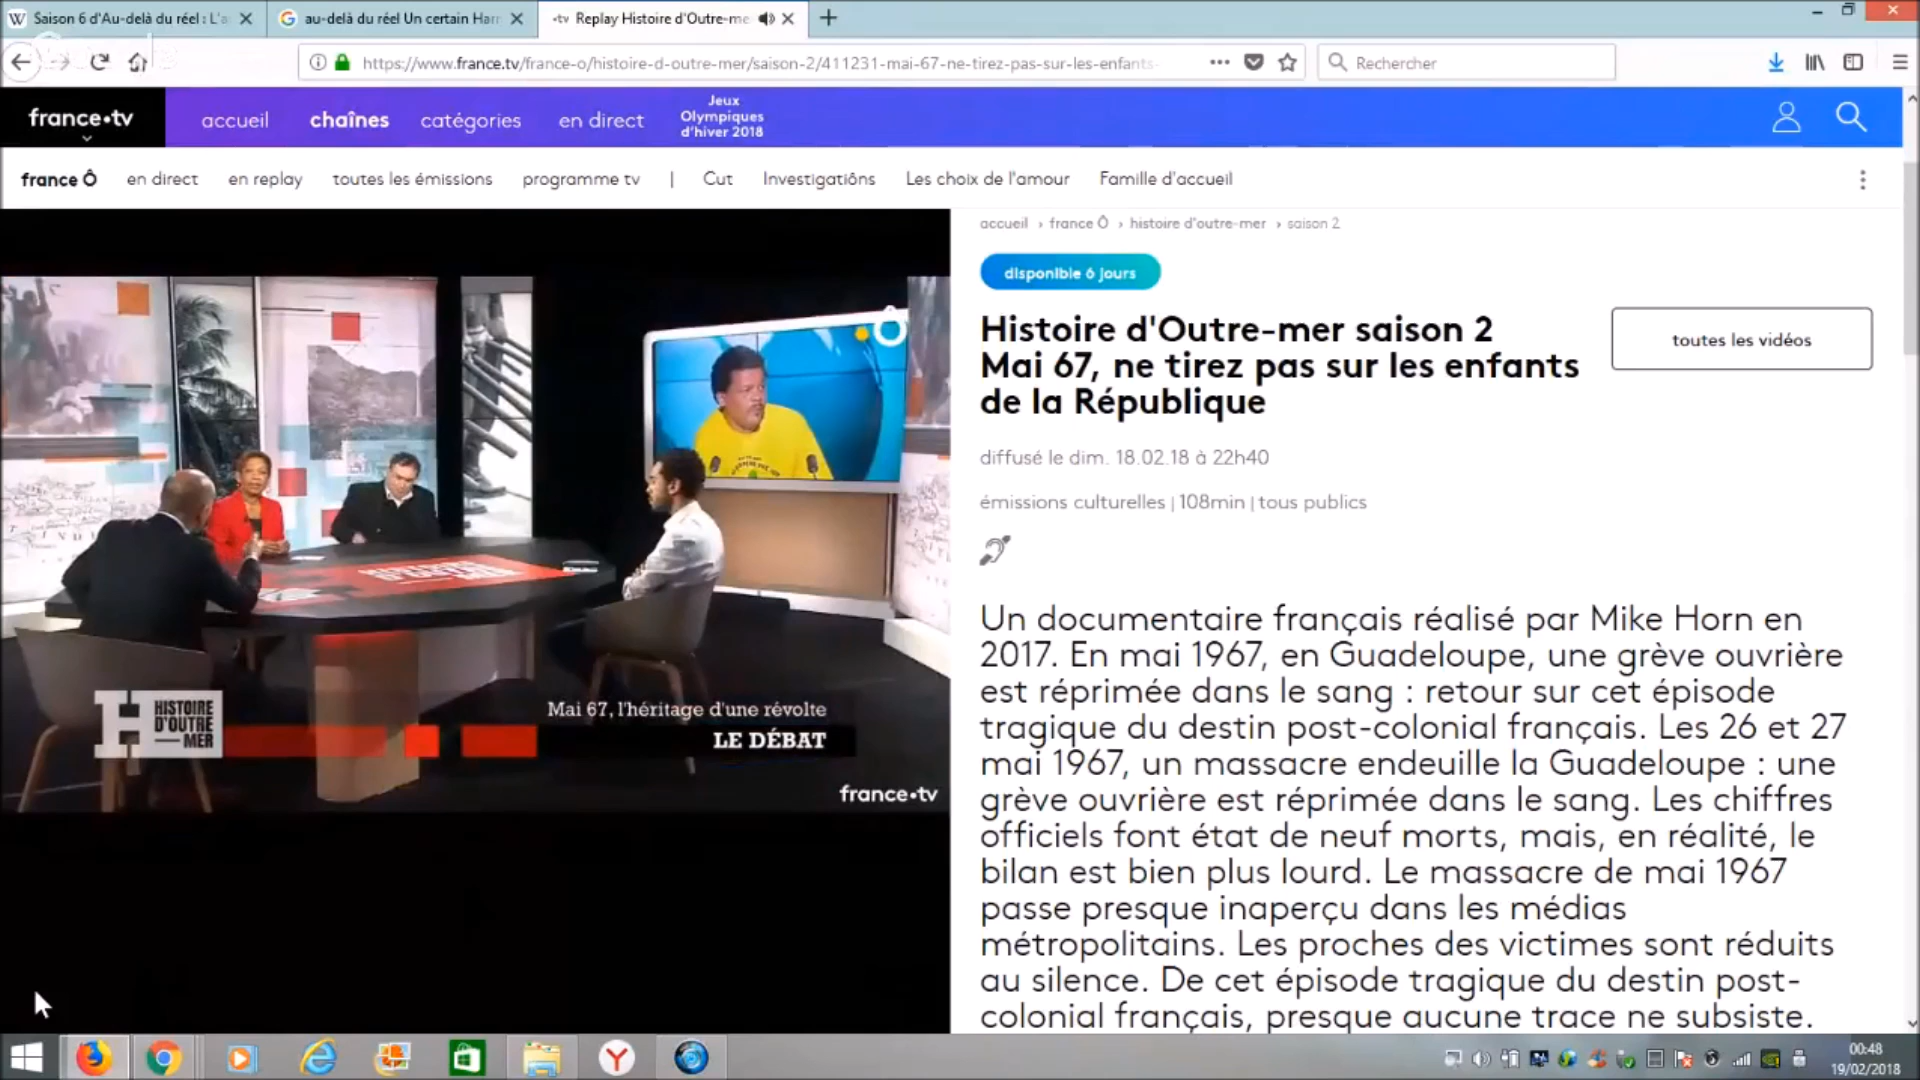 Saison 6 d'Au-delà du réel : L'a
au-delà du réel Un certain Harr
Replay Histoire d'Outre-me
https://www.france.tv/france-o/histoire-d-outre-mer/saison-2/411231-mai-67-ne-tirez-pas-sur-les-enfants-
Rechercher
france•tv
accueil
chaînes
catégories
en direct
Jeux
Olympiques
d'hiver 2018
france Ô
en direct
en replay
toutes les émissions
programme tv
|
Cut
Investigatiôns
Les choix de l'amour
Famille d'accueil
accueil › france Ô › histoire d'outre-mer › saison 2
disponible 6 jours
Histoire d'Outre-mer saison 2
Mai 67, ne tirez pas sur les enfants
de la République
toutes les vidéos
diffusé le dim. 18.02.18 à 22h40
émissions culturelles | 108min | tous publics
Un documentaire français réalisé par Mike Horn en
2017. En mai 1967, en Guadeloupe, une grève ouvrière
est réprimée dans le sang : retour sur cet épisode
tragique du destin post-colonial français. Les 26 et 27
mai 1967, un massacre endeuille la Guadeloupe : une
grève ouvrière est réprimée dans le sang. Les chiffres
officiels font état de neuf morts, mais, en réalité, le
bilan est bien plus lourd. Le massacre de mai 1967
passe presque inaperçu dans les médias
métropolitains. Les proches des victimes sont réduits
au silence. De cet épisode tragique du destin post-
colonial français, presque aucune trace ne subsiste.
HISTOIRE
D'OUTRE
MER
HISTOIRE
D'OUTRE
MER
Mai 67, l'héritage d'une révolte
LE DÉBAT
france•tv
00:48
19/02/2018